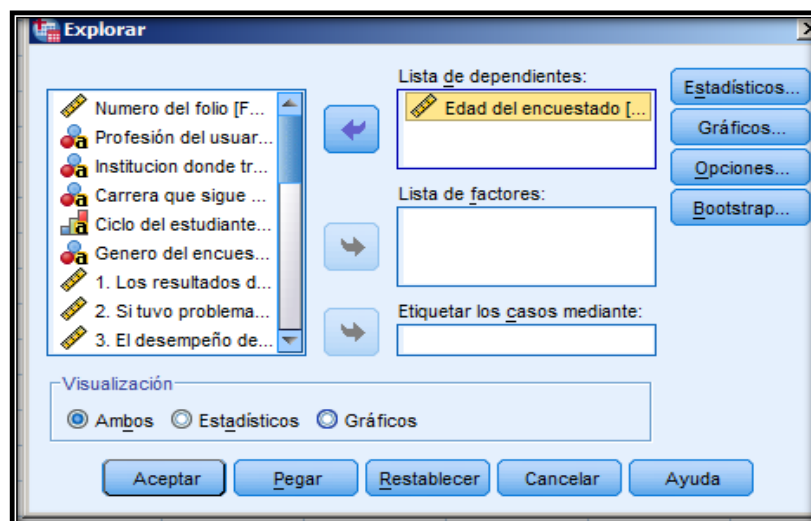 Explorar
Numero del folio [F...
Profesión del usuar...
Institucion donde tr...
Carrera que sigue ...
Ciclo del estudiante...
Genero del encues...
1. Los resultados d...
2. Si tuvo problema...
3. El desempeño de...
Lista de dependientes:
Edad del encuestado [...
Lista de factores:
Etiquetar los casos mediante:
Estadísticos...
Gráficos...
Opciones...
Bootstrap...
Visualización
Ambos Estadísticos Gráficos
Aceptar Pegar Restablecer Cancelar Ayuda